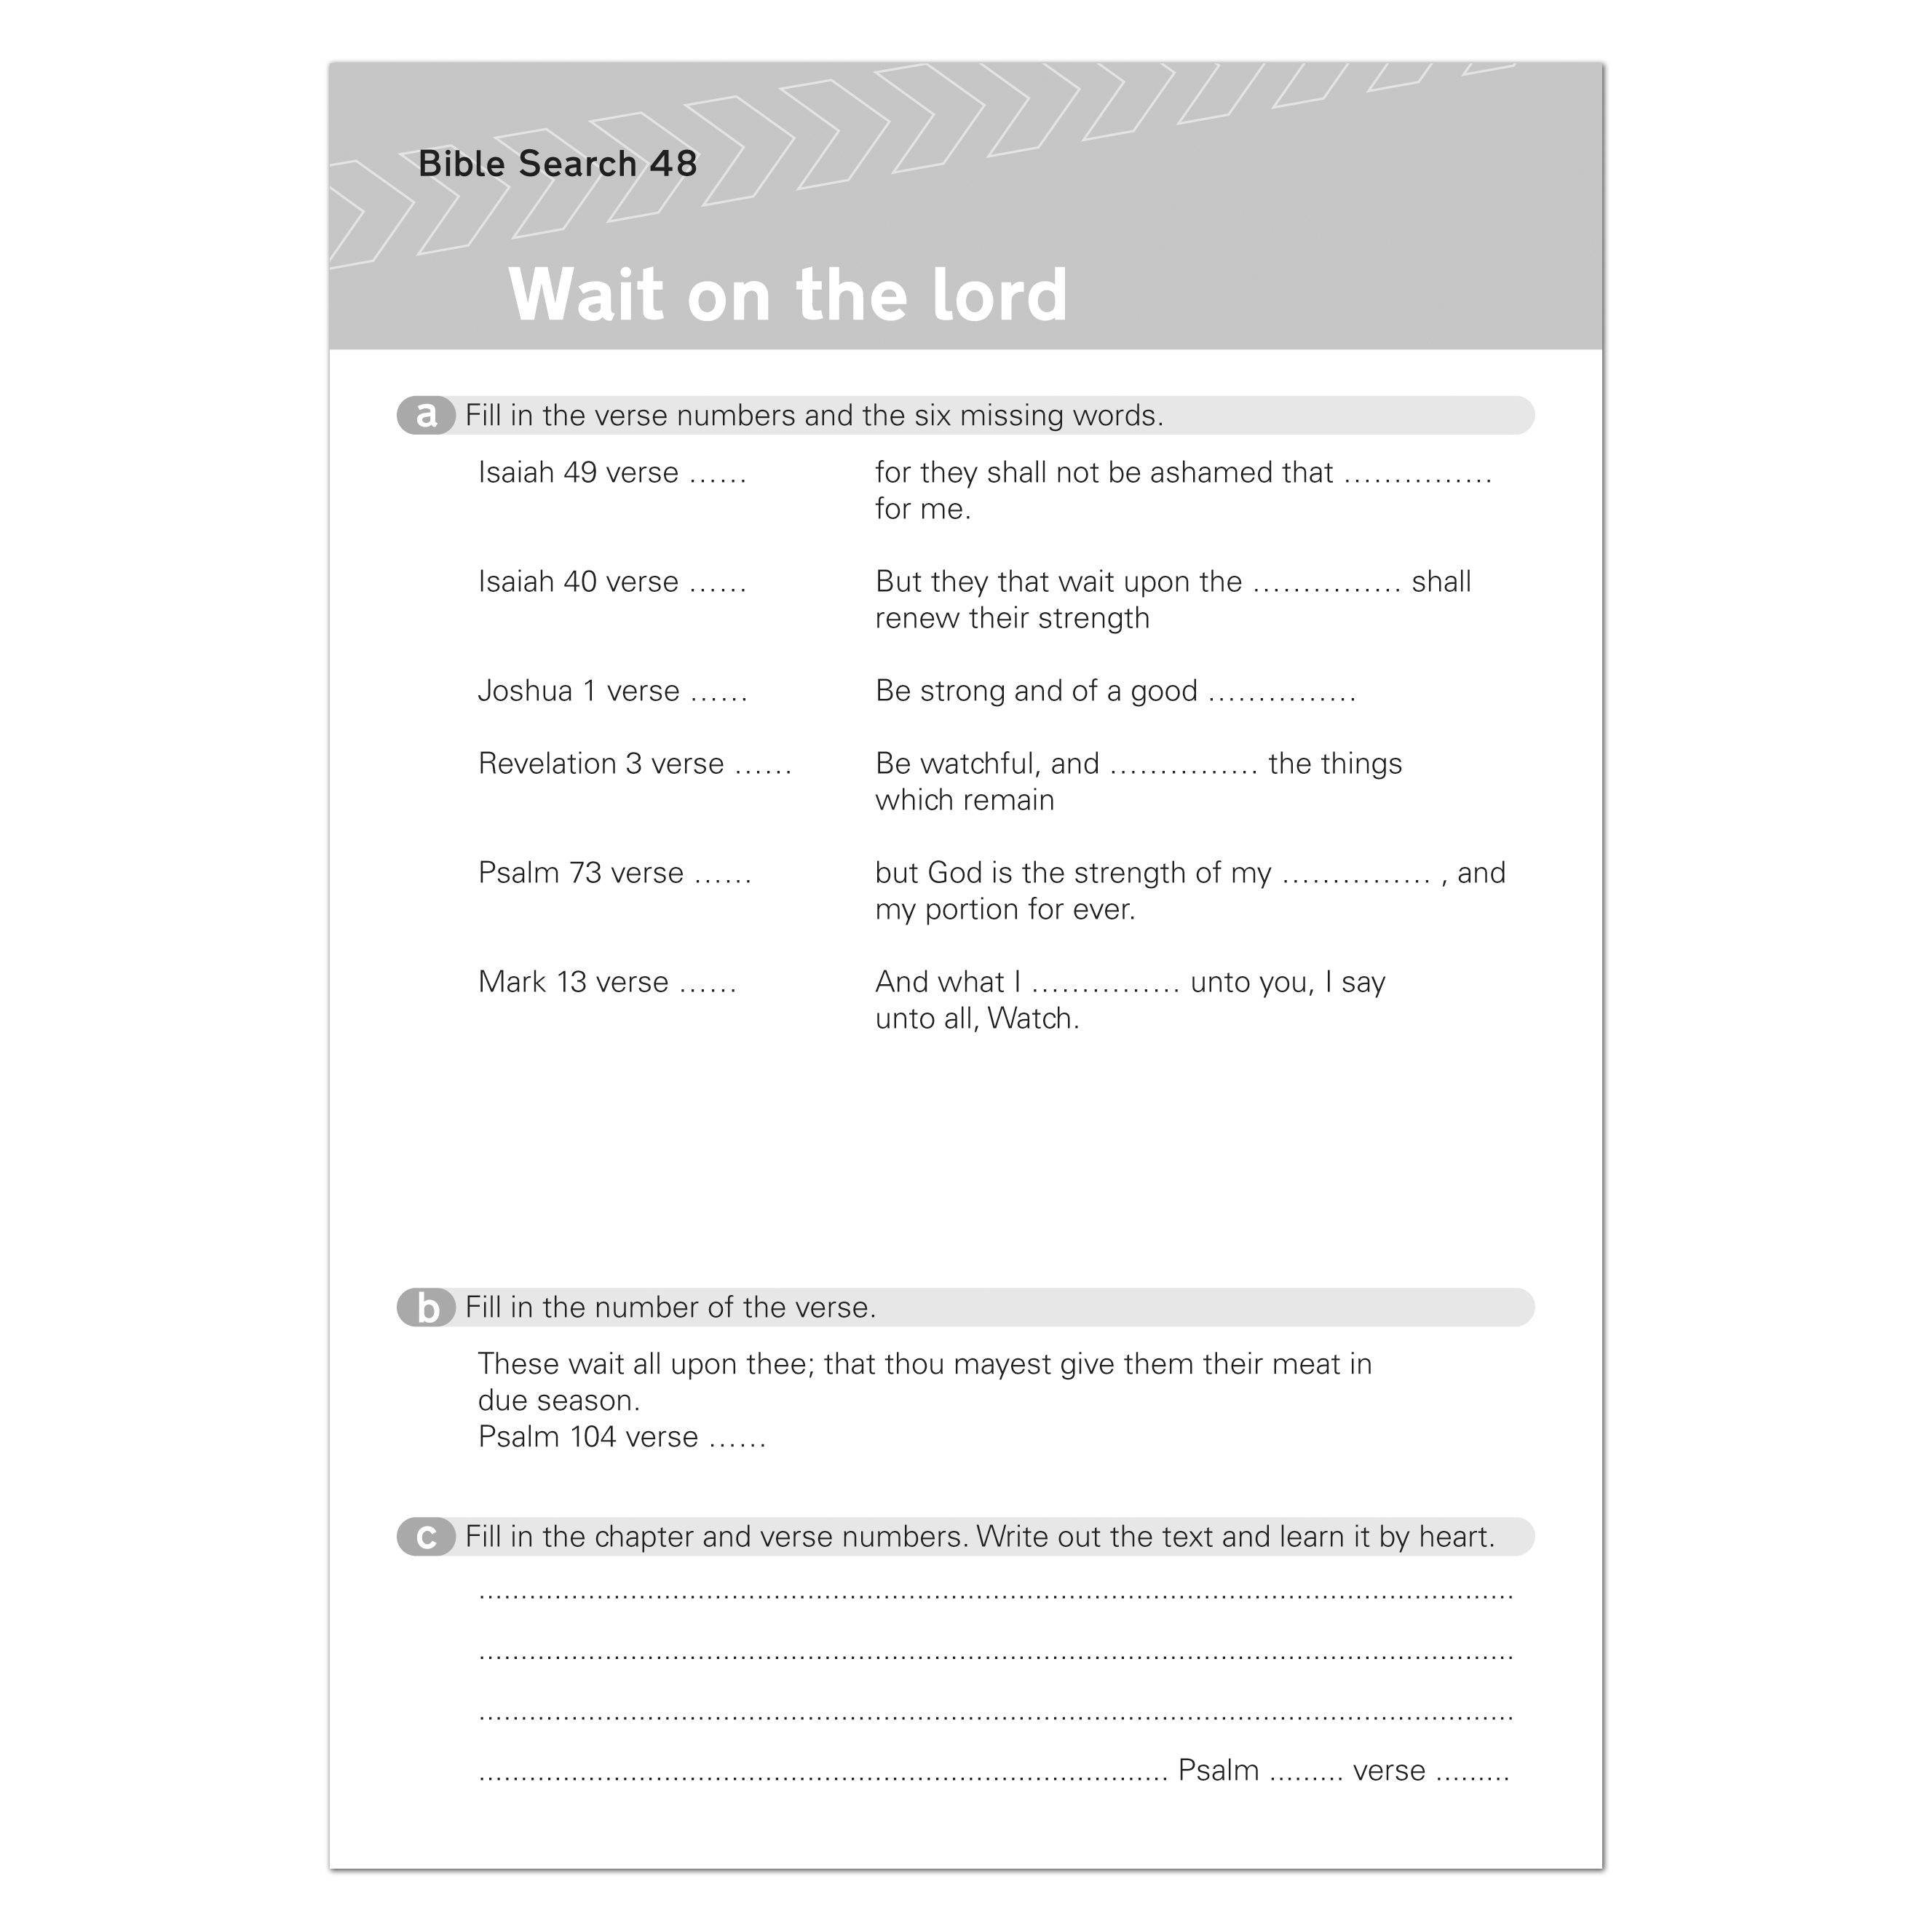 Bible Search 48
Wait on the lord
a Fill in the verse numbers and the six missing words.
Isaiah 49 verse ...... for they shall not be ashamed that ...............
for me.
Isaiah 40 verse ...... But they that wait upon the ............... shall
renew their strength
Joshua 1 verse ...... Be strong and of a good ...............
Revelation 3 verse ...... Be watchful, and ............... the things
which remain
Psalm 73 verse ...... but God is the strength of my ............... , and
my portion for ever.
Mark 13 verse ...... And what I ............... unto you, I say
unto all, Watch.
b Fill in the number of the verse.
These wait all upon thee; that thou mayest give them their meat in
due season.
Psalm 104 verse ......
c Fill in the chapter and verse numbers. Write out the text and learn it by heart.
....................................................................................................
....................................................................................................
....................................................................................................
.................................................................. Psalm ......... verse .........